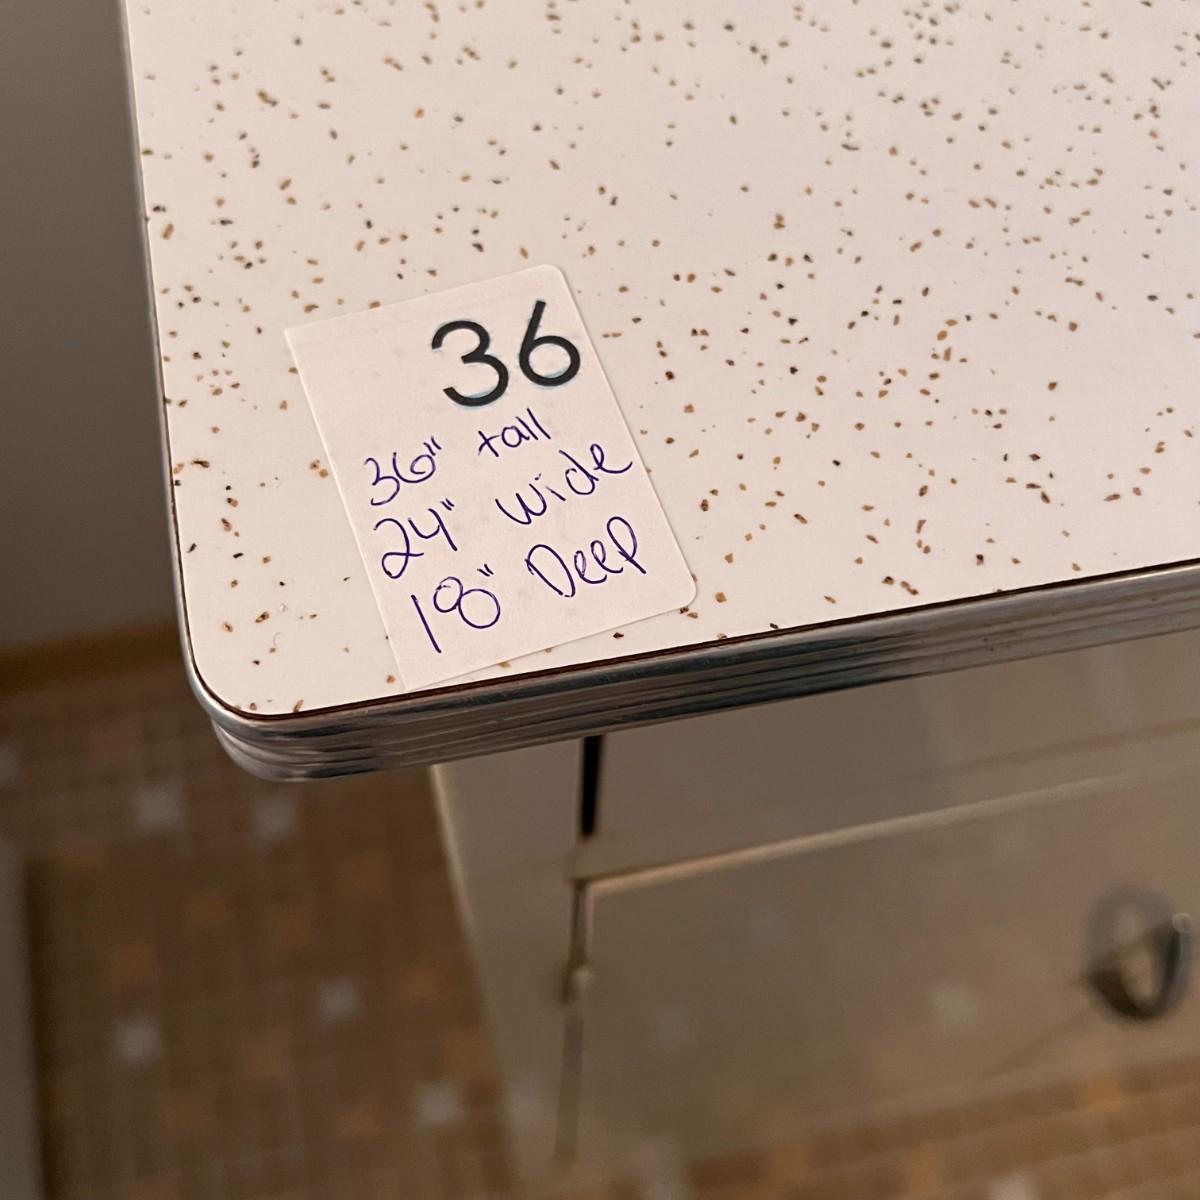 36
36" tall
24" wide
18" Deep